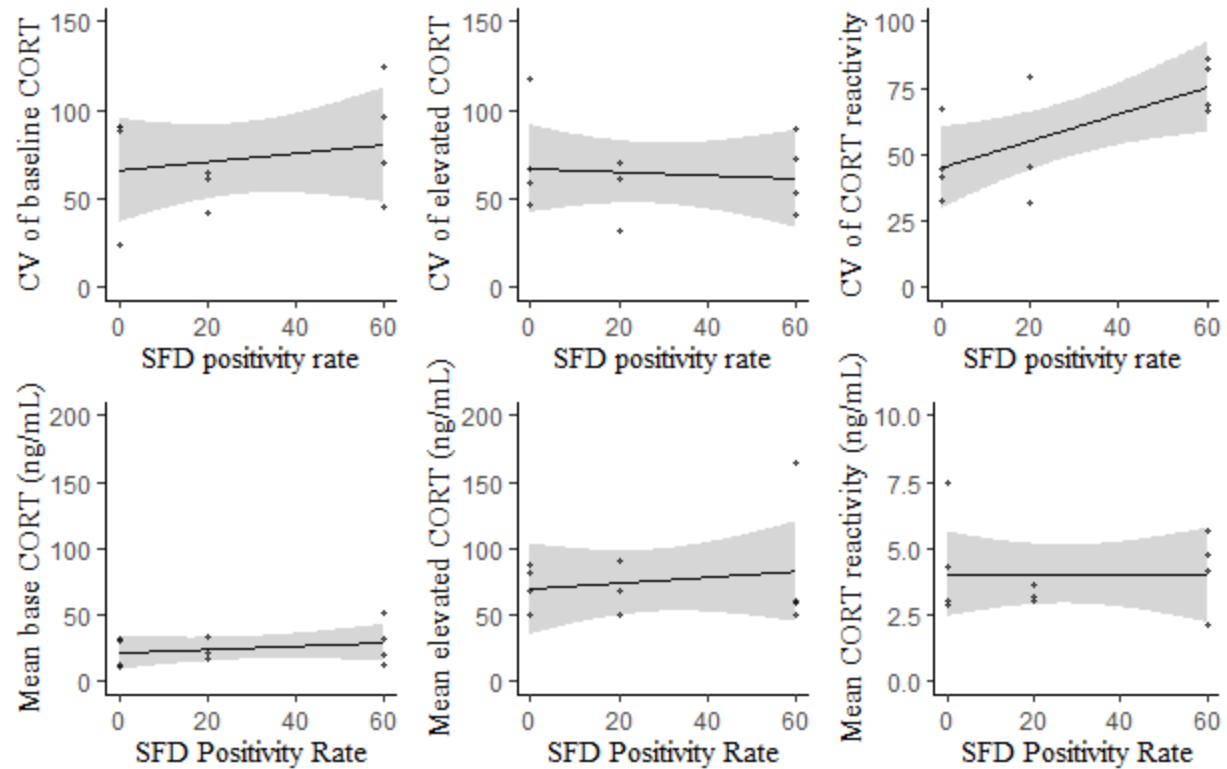 CV of baseline CORT
150
100
50
0
0 20 40 60
SFD positivity rate
CV of elevated CORT
150
100
50
0
0 20 40 60
SFD positivity rate
CV of CORT reactivity
100
75
50
25
0
0 20 40 60
SFD positivity rate
Mean base CORT (ng/mL)
200
150
100
50
0
0 20 40 60
SFD Positivity Rate
Mean elevated CORT (ng/mL)
200
150
100
50
0
0 20 40 60
SFD Positivity Rate
Mean CORT reactivity (ng/mL)
10.0
7.5
5.0
2.5
0.0
0 20 40 60
SFD Positivity Rate